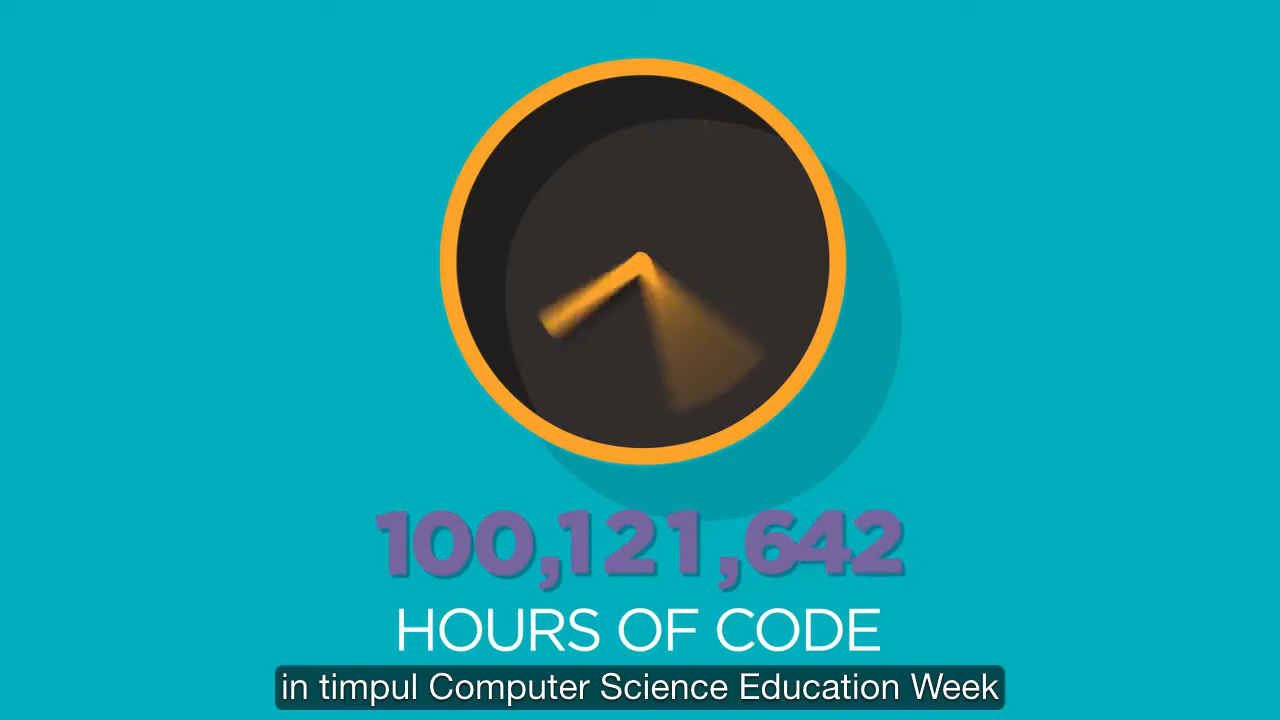 100,121,642
HOURS OF CODE
in timpul Computer Science Education Week